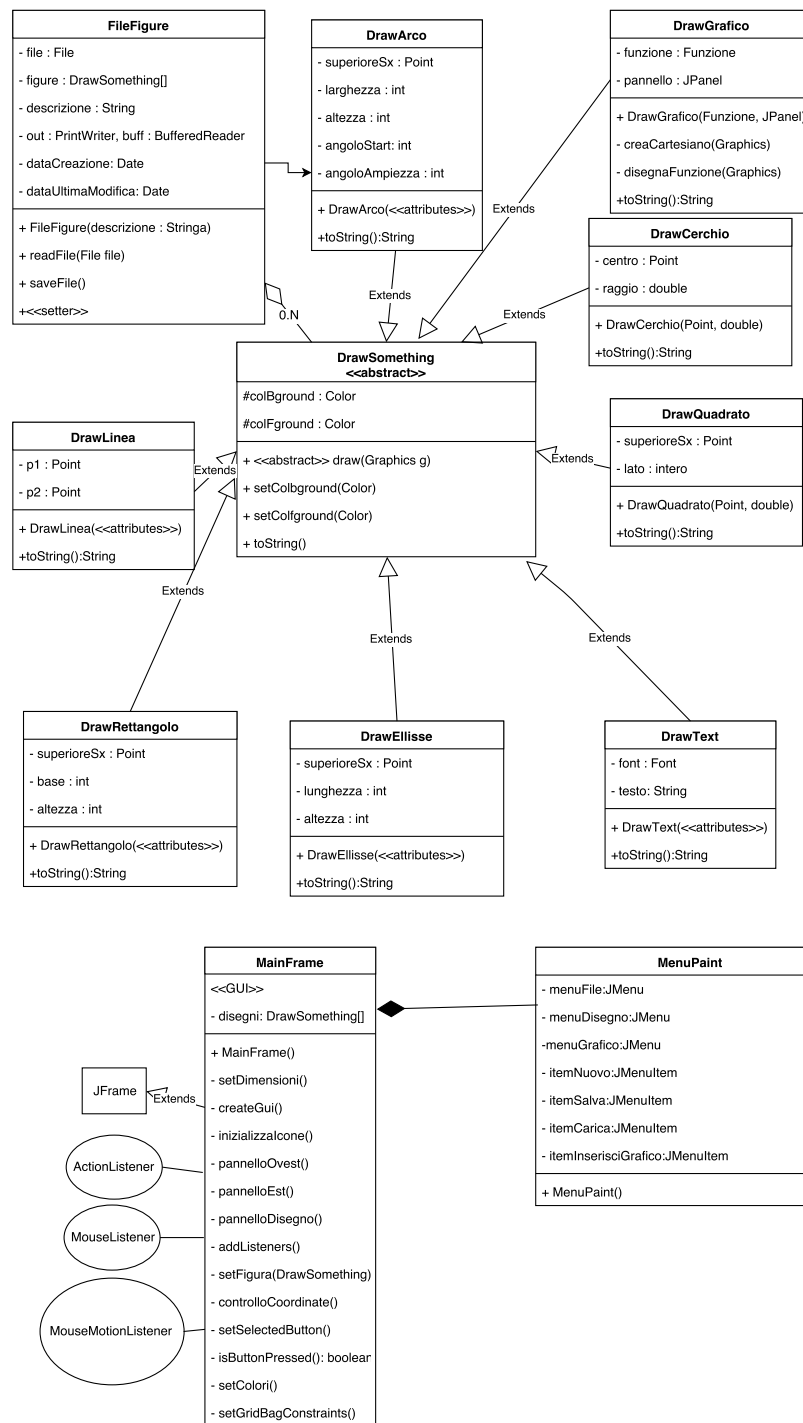 FileFigure
- file : File
- figure : DrawSomething[]
- descrizione : String
- out : PrintWriter, buff : BufferedReader
- dataCreazione: Date
- dataUltimaModifica: Date
+ FileFigure(descrizione : Stringa)
+ readFile(File file)
+ saveFile()
+<<setter>>
DrawArco
- superioreSx : Point
- larghezza : int
- altezza : int
- angoloStart: int
- angoloAmpiezza : int
+ DrawArco(<<attributes>>)
+toString():String
DrawGrafico
- funzione : Funzione
- pannello : JPanel
+ DrawGrafico(Funzione, JPanel)
- creaCartesiano(Graphics)
- disegnaFunzione(Graphics)
+toString():String
Extends
DrawCerchio
- centro : Point
- raggio : double
+ DrawCerchio(Point, double)
+toString():String
Extends
Extends
0.N
DrawSomething
<<abstract>>
#colBground : Color
#colFground : Color
+ <<abstract>> draw(Graphics g)
+ setColbground(Color)
+ setColfground(Color)
+ toString()
DrawLinea
- p1 : Point
- p2 : Point
+ DrawLinea(<<attributes>>)
+toString():String
Extends
DrawQuadrato
- superioreSx : Point
- lato : intero
+ DrawQuadrato(Point, double)
+toString():String
Extends
Extends
Extends
Extends
DrawRettangolo
- superioreSx : Point
- base : int
- altezza : int
+ DrawRettangolo(<<attributes>>)
+toString():String
DrawEllisse
- superioreSx : Point
- lunghezza : int
- altezza : int
+ DrawEllisse(<<attributes>>)
+toString():String
DrawText
- font : Font
- testo: String
+ DrawText(<<attributes>>)
+toString():String
MainFrame
<<GUI>>
- disegni: DrawSomething[]
+ MainFrame()
- setDimensioni()
- createGui()
- inizializzaIcone()
- pannelloOvest()
- pannelloEst()
- pannelloDisegno()
- addListeners()
- setFigura(DrawSomething)
- controlloCoordinate()
- setSelectedButton()
- isButtonPressed(): boolean
- setColori()
- setGridBagConstraints()
JFrame
Extends
ActionListener
MouseListener
MouseMotionListener
MenuPaint
- menuFile:JMenu
- menuDisegno:JMenu
-menuGrafico:JMenu
- itemNuovo:JMenuItem
- itemSalva:JMenuItem
- itemCarica:JMenuItem
- itemInserisciGrafico:JMenuItem
+ MenuPaint()